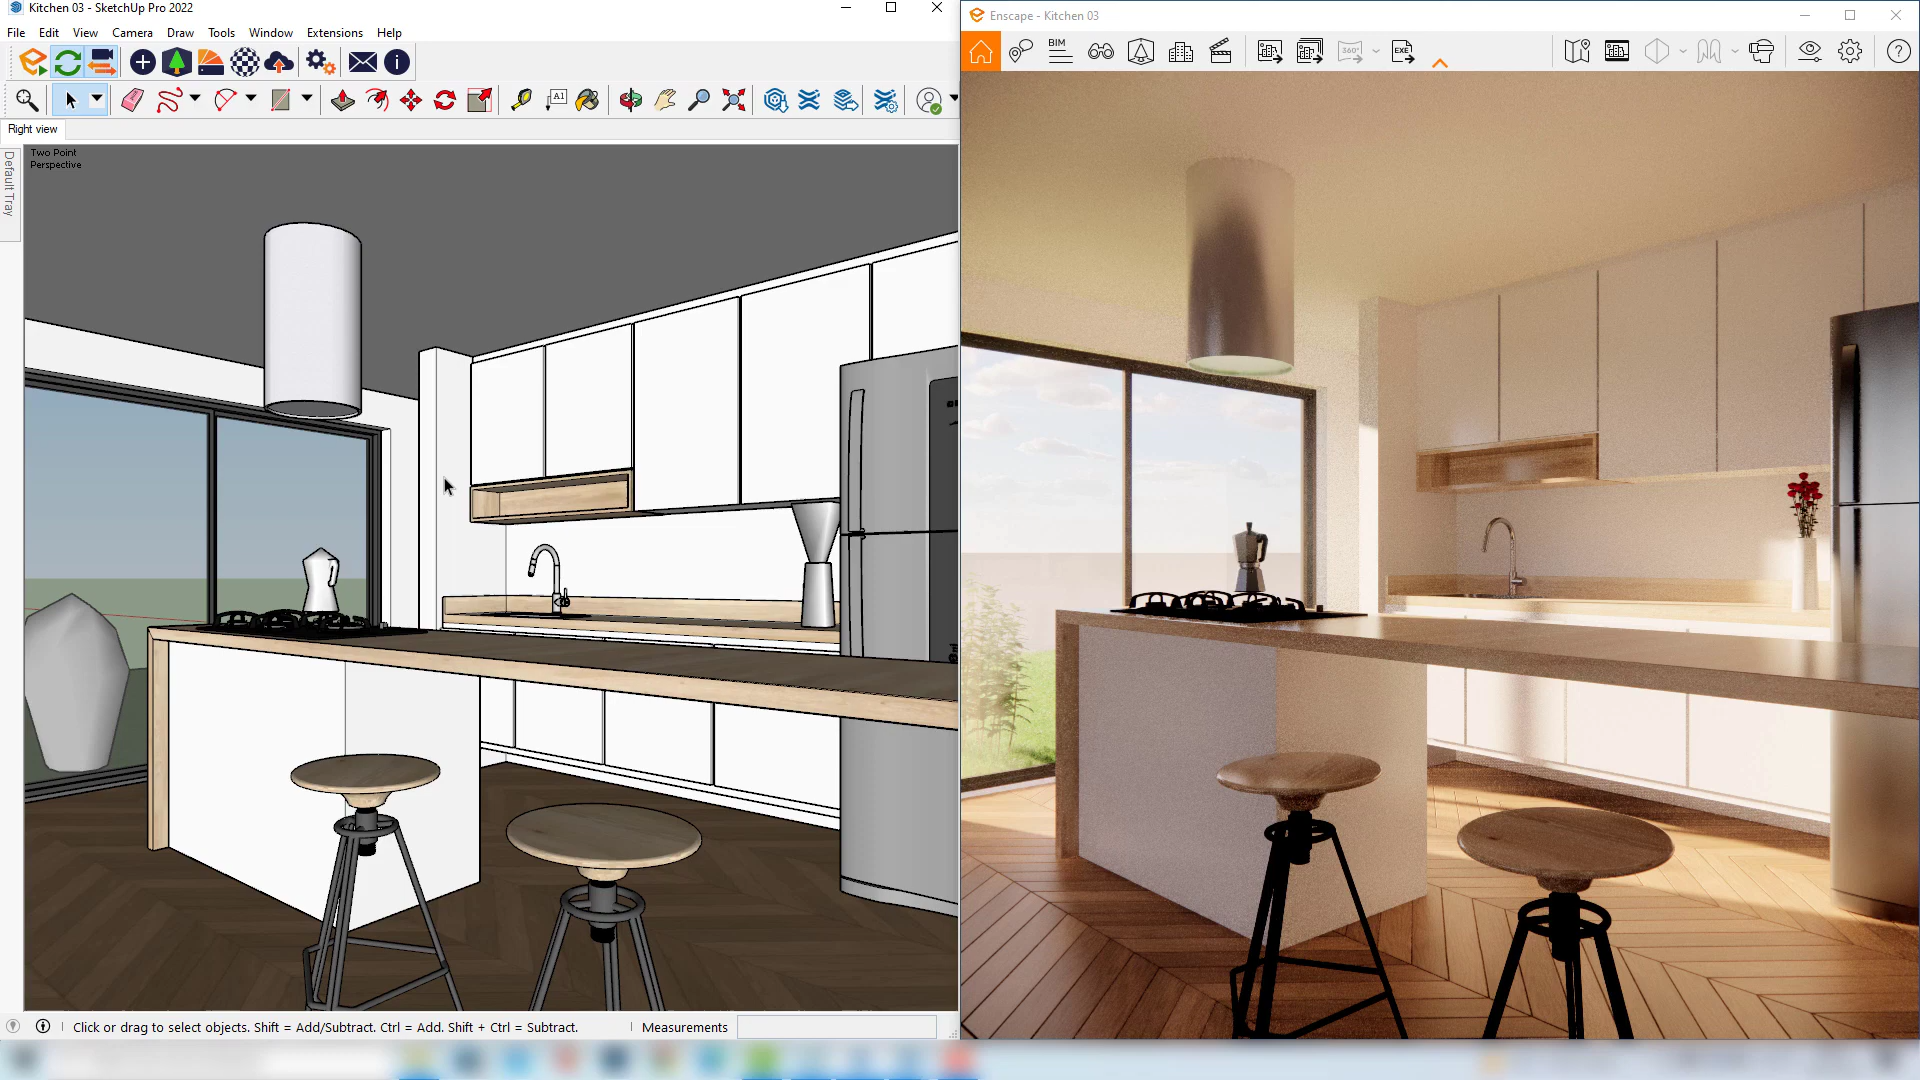 Kitchen 03 - SketchUp Pro 2022
File Edit View Camera Draw Tools Window Extensions Help
A1
Right view
Default Tray
Two Point
Perspective
Click or drag to select objects. Shift = Add/Subtract. Ctrl = Add. Shift + Ctrl = Subtract.
Measurements
Enscape - Kitchen 03
BIM
360°
EXE